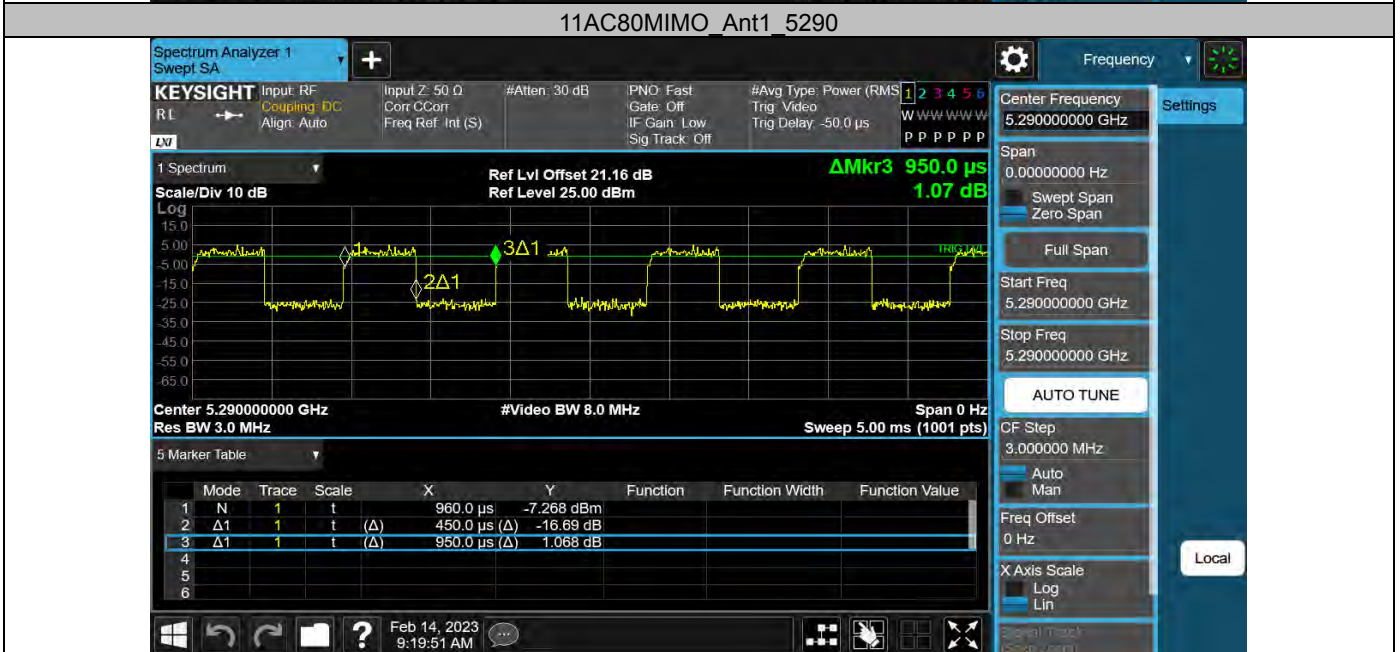 11AC80MIMO_Ant1_5290
Spectrum Analyzer 1
Swept SA
+
Frequency
KEYSIGHT
RL
LXI
Input: RF
Coupling: DC
Align: Auto
Input Z: 50 Ω
Corr CCorr
Freq Ref: Int (S)
#Atten: 30 dB
PNO: Fast
Gate: Off
IF Gain: Low
Sig Track: Off
#Avg Type: Power (RMS
Trig: Video
Trig Delay: -50.0 µs
1 2 3 4 5 6
W W W W W W
P P P P P P
Center Frequency
5.290000000 GHz
Settings
1 Spectrum
Scale/Div 10 dB
Ref Lvl Offset 21.16 dB
Ref Level 25.00 dBm
ΔMkr3 950.0 µs
1.07 dB
Span
0.00000000 Hz
Swept Span
Zero Span
Full Span
Start Freq
5.290000000 GHz
Stop Freq
5.290000000 GHz
AUTO TUNE
CF Step
3.000000 MHz
Auto
Man
Freq Offset
0 Hz
X Axis Scale
Log
Lin
Local
Log
15.0
5.00
-5.00
-15.0
-25.0
-35.0
-45.0
-55.0
-65.0
1
2Δ1
3Δ1
Center 5.290000000 GHz
Res BW 3.0 MHz
#Video BW 8.0 MHz
Span 0 Hz
Sweep 5.00 ms (1001 pts)
5 Marker Table
Mode Trace Scale X Y Function Function Width Function Value
1 N 1 t 960.0 µs -7.268 dBm
2 Δ1 1 t (Δ) 450.0 µs (Δ) -16.69 dB
3 Δ1 1 t (Δ) 950.0 µs (Δ) 1.068 dB
4
5
6
?
Feb 14, 2023
9:19:51 AM